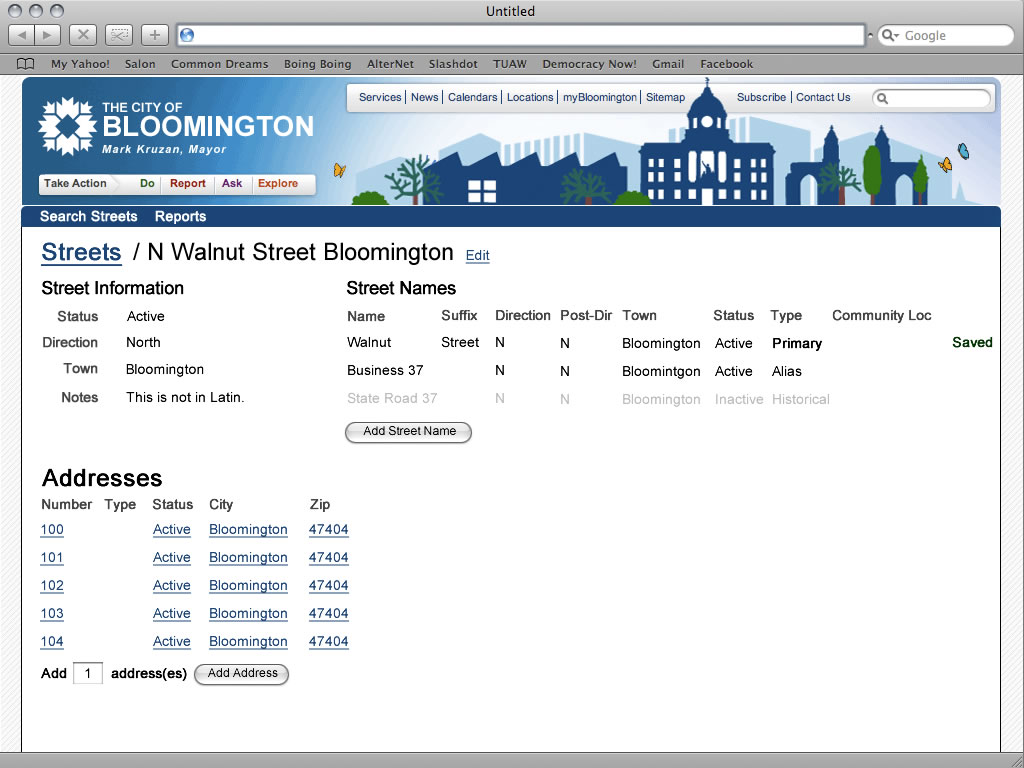 Untitled
Google
My Yahoo! Salon Common Dreams Boing Boing AlterNet Slashdot TUAW Democracy Now! Gmail Facebook
Services | News | Calendars | Locations | myBloomington | Sitemap Subscribe | Contact Us
THE CITY OF
BLOOMINGTON
Mark Kruzan, Mayor
Take Action Do Report Ask Explore
Search Streets Reports
Streets / N Walnut Street Bloomington Edit
Street Information
Status Active
Direction North
Town Bloomington
Notes This is not in Latin.
Street Names
Name Suffix Direction Post-Dir Town Status Type Community Loc
Walnut Street N N Bloomington Active Primary Saved
Business 37 N N Bloomintgon Active Alias
State Road 37 N N Bloomington Inactive Historical
Add Street Name
Addresses
Number Type Status City Zip
100 Active Bloomington 47404
101 Active Bloomington 47404
102 Active Bloomington 47404
103 Active Bloomington 47404
104 Active Bloomington 47404
Add 1 address(es) Add Address